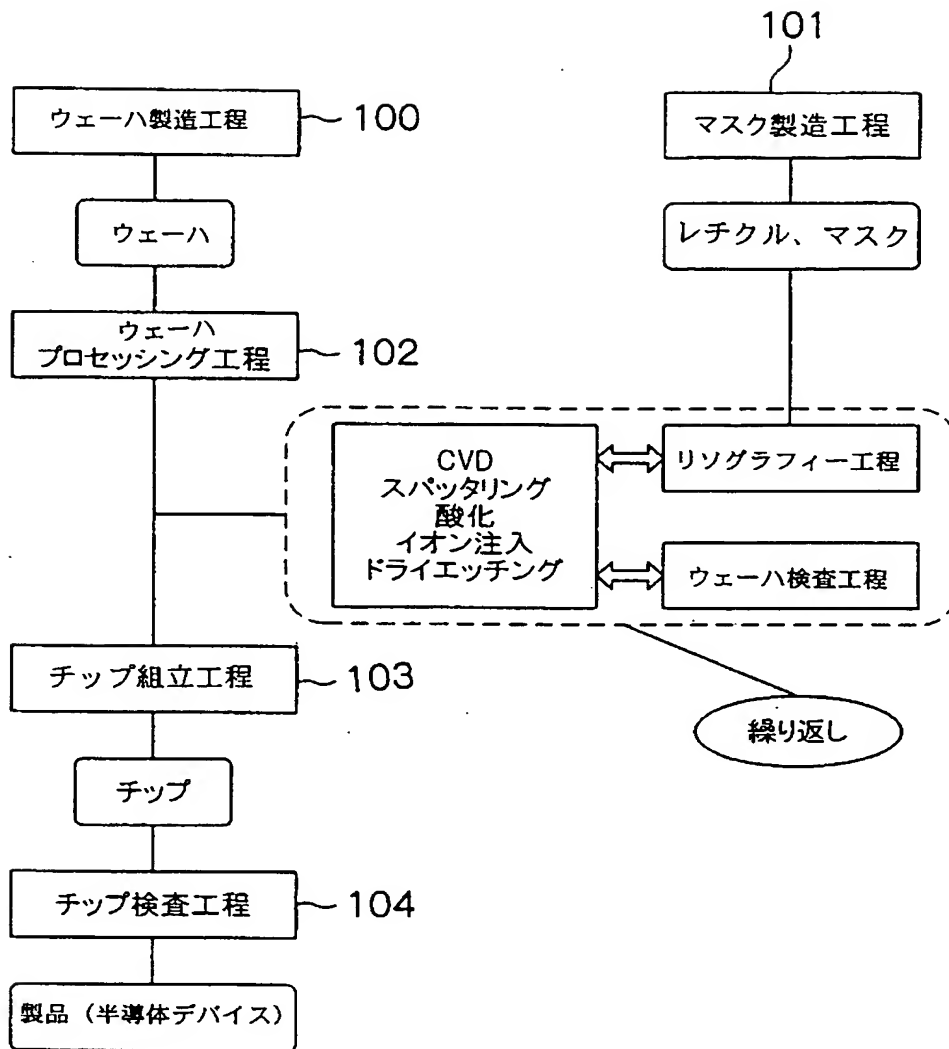 101
ウェーハ製造工程
100
マスク製造工程
ウェーハ
レチクル、マスク
ウェーハ
プロセッシング工程
102
CVD
スパッタリング
酸化
イオン注入
ドライエッチング
リソグラフィー工程
ウェーハ検査工程
チップ組立工程
103
繰り返し
チップ
チップ検査工程
104
製品（半導体デバイス）